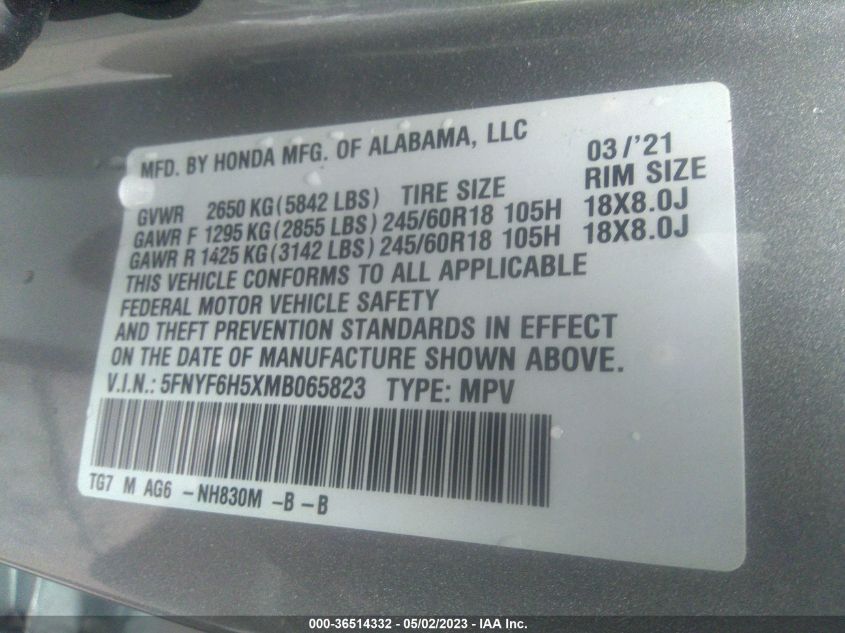 MFD. BY HONDA MFG. OF ALABAMA, LLC 03/'21
GVWR 2650 KG (5842 LBS) TIRE SIZE RIM SIZE
GAWR F 1295 KG (2855 LBS) 245/60R18 105H 18X8.0J
GAWR R 1425 KG (3142 LBS) 245/60R18 105H 18X8.0J
THIS VEHICLE CONFORMS TO ALL APPLICABLE
FEDERAL MOTOR VEHICLE SAFETY
AND THEFT PREVENTION STANDARDS IN EFFECT
ON THE DATE OF MANUFACTURE SHOWN ABOVE.
V.I.N.: 5FNYF6H5XMB065823 TYPE: MPV
TG7 M AG6 -NH830M -B -B
000-36514332 - 05/02/2023 - IAA Inc.